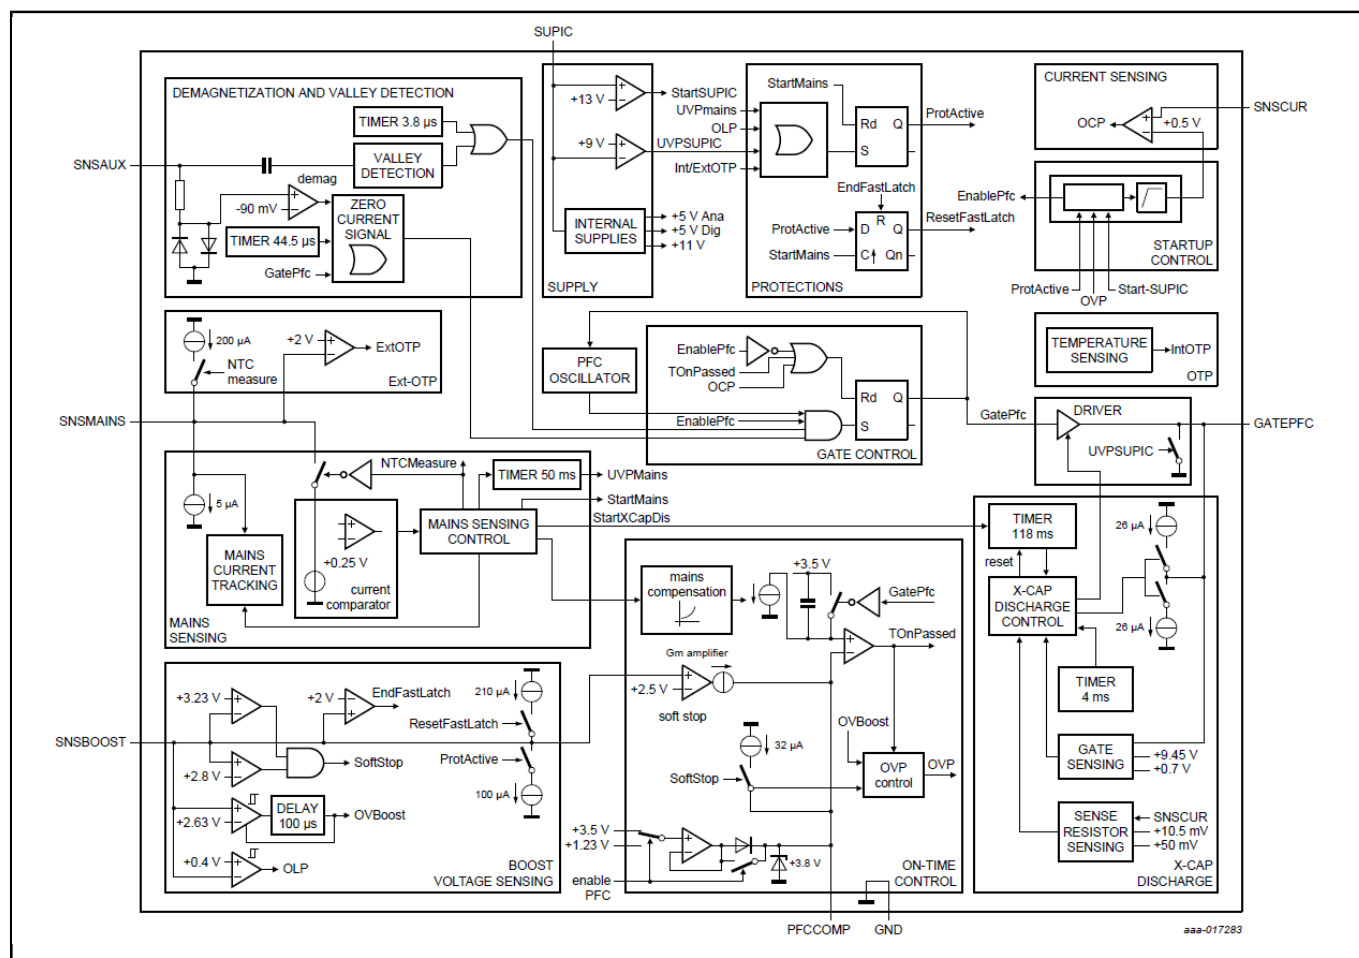 SUPIC
DEMAGNETIZATION AND VALLEY DETECTION
TIMER 3.8 µs
VALLEY
DETECTION
SNSAUX
demag
-90 mV
ZERO
CURRENT
SIGNAL
TIMER 44.5 µs
GatePfc
+13 V
StartSUPIC
+9 V
UVPSUPIC
INTERNAL
SUPPLIES
+5 V Ana
+5 V Dig
+11 V
SUPPLY
StartMains
UVPmains
OLP
Int/ExtOTP
Rd
Q
S
ProtActive
EndFastLatch
R
D
Q
C
Qn
ProtActive
StartMains
ResetFastLatch
PROTECTIONS
CURRENT SENSING
OCP
+0.5 V
SNSCUR
EnablePfc
STARTUP
CONTROL
ProtActive
OVP
Start-SUPIC
200 µA
NTC
measure
+2 V
ExtOTP
Ext-OTP
PFC
OSCILLATOR
EnablePfc
TOnPassed
OCP
EnablePfc
Rd
Q
S
GATE CONTROL
TEMPERATURE
SENSING
IntOTP
OTP
SNSMAINS
GatePfc
DRIVER
UVPSUPIC
GATEPFC
NTCMeasure
TIMER 50 ms
UVPMains
StartMains
StartXCapDis
5 µA
MAINS
CURRENT
TRACKING
+0.25 V
current
comparator
MAINS SENSING
CONTROL
MAINS
SENSING
TIMER
118 ms
reset
X-CAP
DISCHARGE
CONTROL
26 µA
26 µA
TIMER
4 ms
GATE
SENSING
+9.45 V
+0.7 V
SENSE
RESISTOR
SENSING
SNSCUR
+10.5 mV
+50 mV
X-CAP
DISCHARGE
mains
compensation
+3.5 V
GatePfc
TOnPassed
Gm amplifier
+2.5 V
soft stop
32 µA
SoftStop
OVBoost
OVP
control
OVP
+3.5 V
+1.23 V
enable
PFC
+3.8 V
ON-TIME
CONTROL
SNSBOOST
+3.23 V
+2.8 V
+2.63 V
+0.4 V
+2 V
EndFastLatch
ResetFastLatch
SoftStop
ProtActive
DELAY
100 µs
OVBoost
OLP
210 µA
100 µA
BOOST
VOLTAGE SENSING
PFCCOMP
GND
aaa-017283